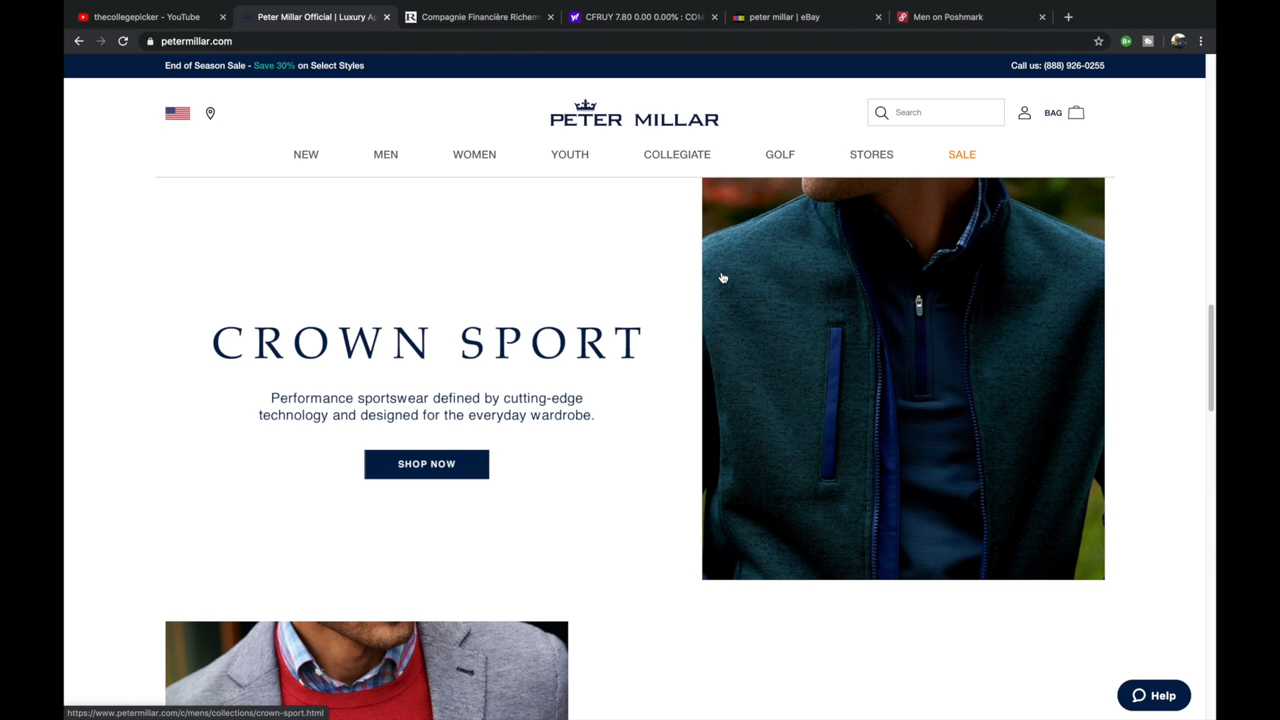 thecollegepicker - YouTube
Peter Millar Official | Luxury Ap
Compagnie Financière Richem
CFRUY 7.80 0.00 0.00% : COM
peter millar | eBay
Men on Poshmark
petermillar.com
End of Season Sale - Save 30% on Select Styles
Call us: (888) 926-0255
PETER MILLAR
Search
BAG
NEW
MEN
WOMEN
YOUTH
COLLEGIATE
GOLF
STORES
SALE
CROWN SPORT
Performance sportswear defined by cutting-edge
technology and designed for the everyday wardrobe.
SHOP NOW
Help
https://www.petermillar.com/c/mens/collections/crown-sport.html